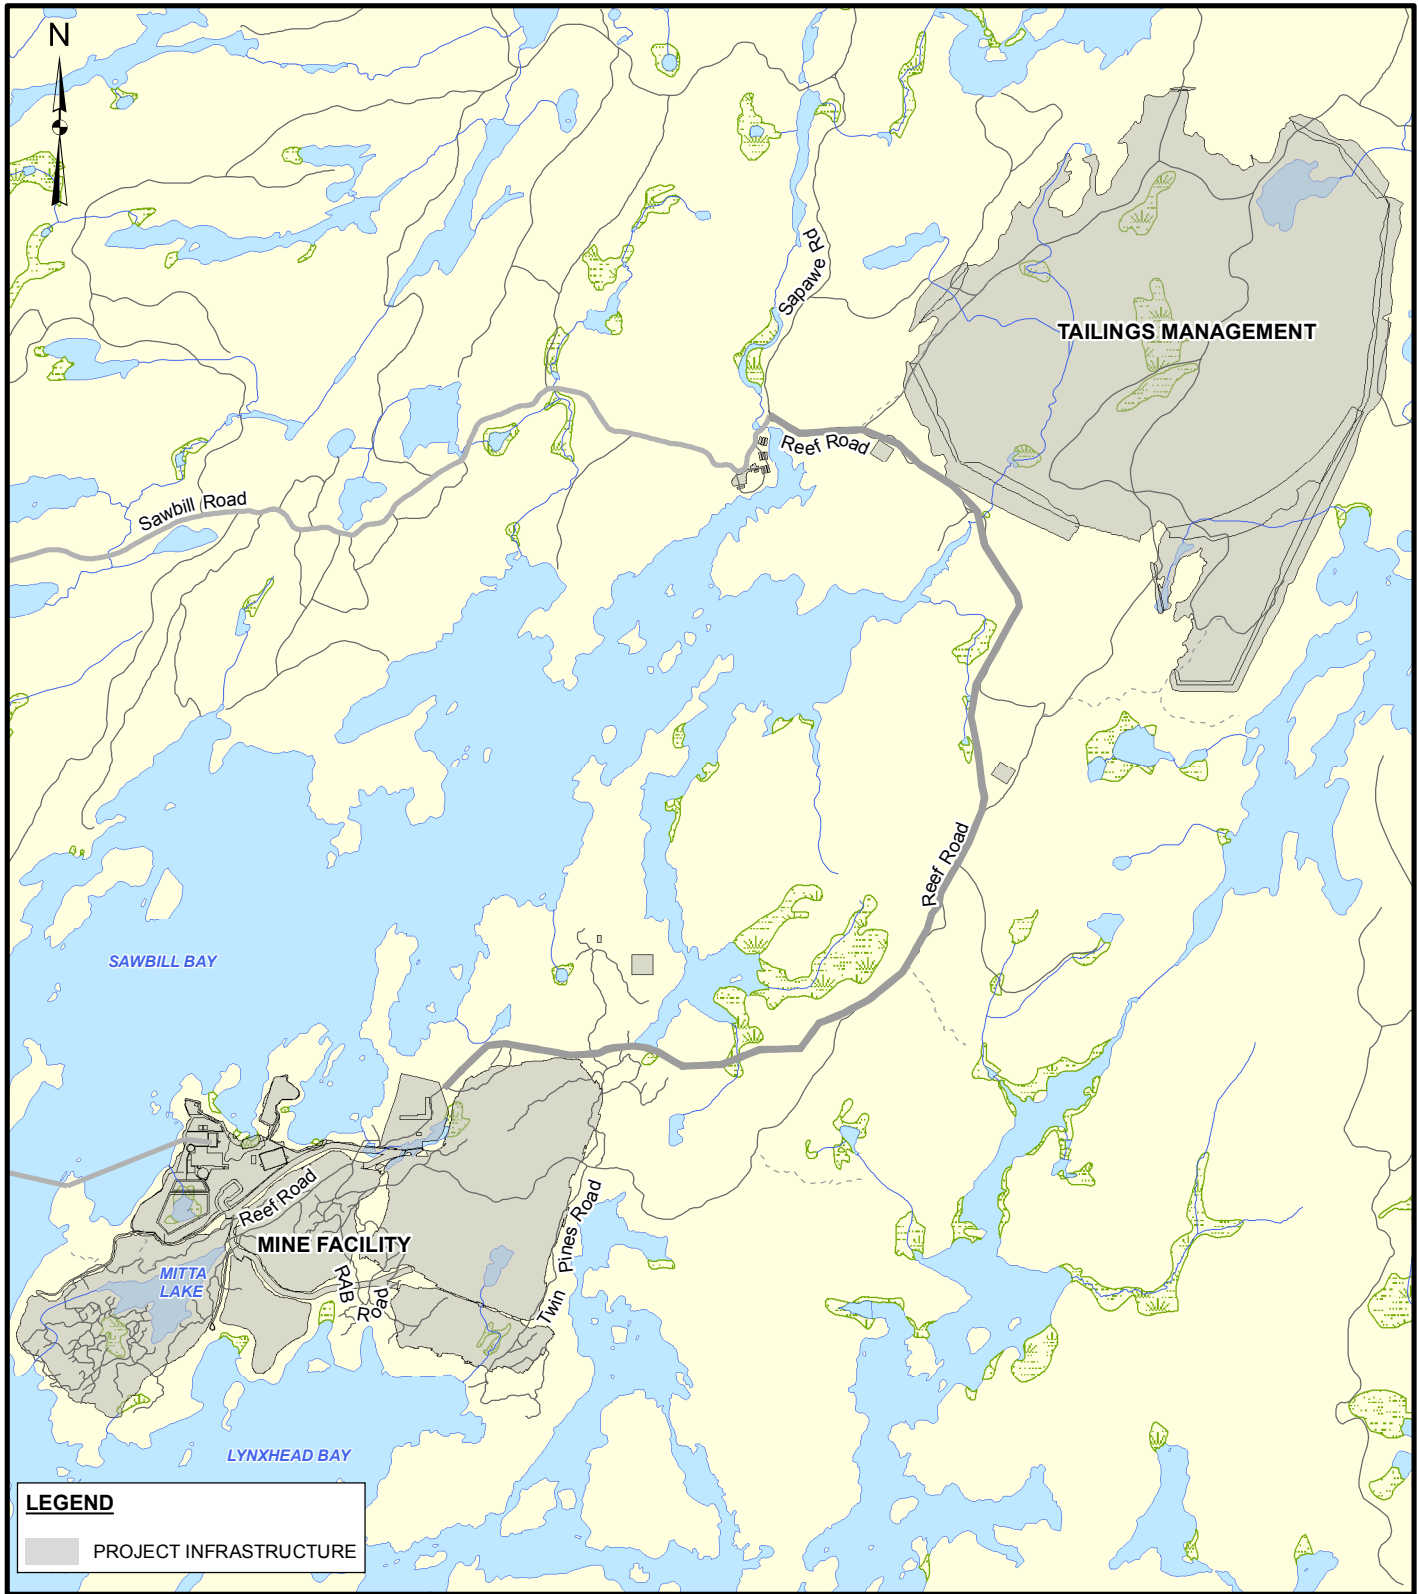 N
Sapawe Rd
TAILINGS MANAGEMENT
Reef Road
Sawbill Road
Reef Road
SAWBILL BAY
Reef Road
Twin Pines Road
MINE FACILITY
MITTA
LAKE
RAB
Road
LYNXHEAD BAY
LEGEND
PROJECT INFRASTRUCTURE